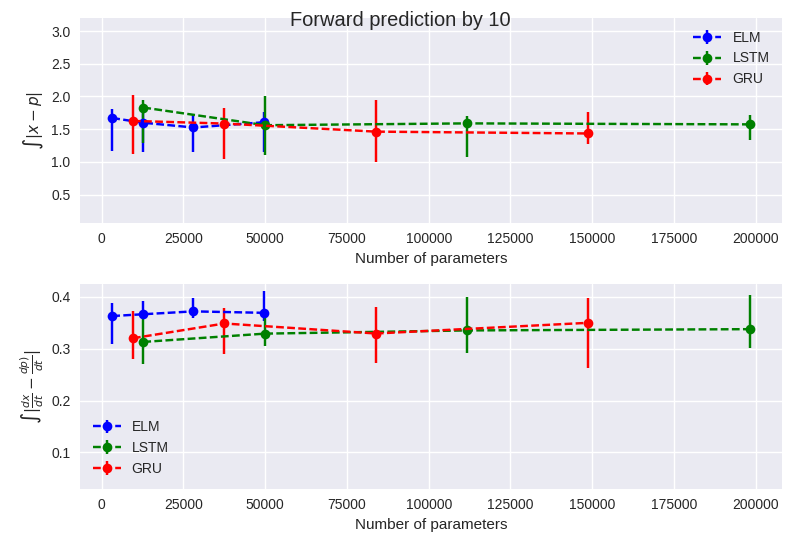 Forward prediction by 10
3.0
2.5
2.0
1.5
1.0
0.5
∫|x − p|
ELM
LSTM
GRU
0 25000 50000 75000 100000 125000 150000 175000 200000
Number of parameters
0.4
0.3
0.2
0.1
∫|dx/dt − dp)/dt|
ELM
LSTM
GRU
0 25000 50000 75000 100000 125000 150000 175000 200000
Number of parameters